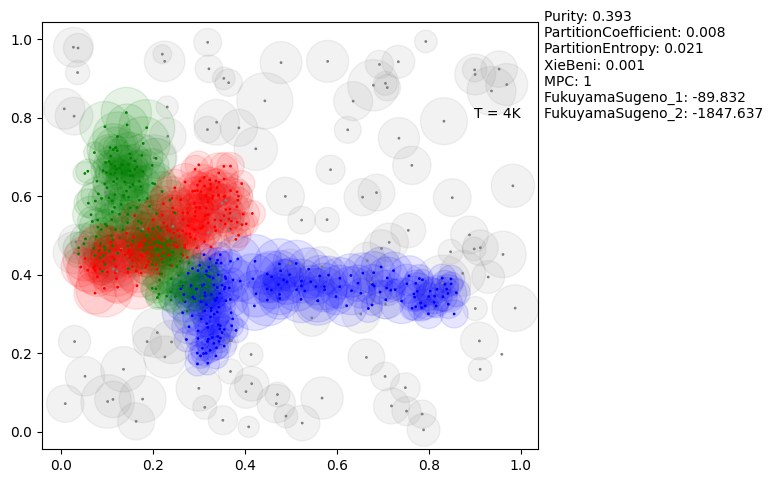 Purity: 0.393
PartitionCoefficient: 0.008
PartitionEntropy: 0.021
XieBeni: 0.001
MPC: 1
FukuyamaSugeno_1: -89.832
FukuyamaSugeno_2: -1847.637
T = 4K
1.0
0.8
0.6
0.4
0.2
0.0
0.0 0.2 0.4 0.6 0.8 1.0